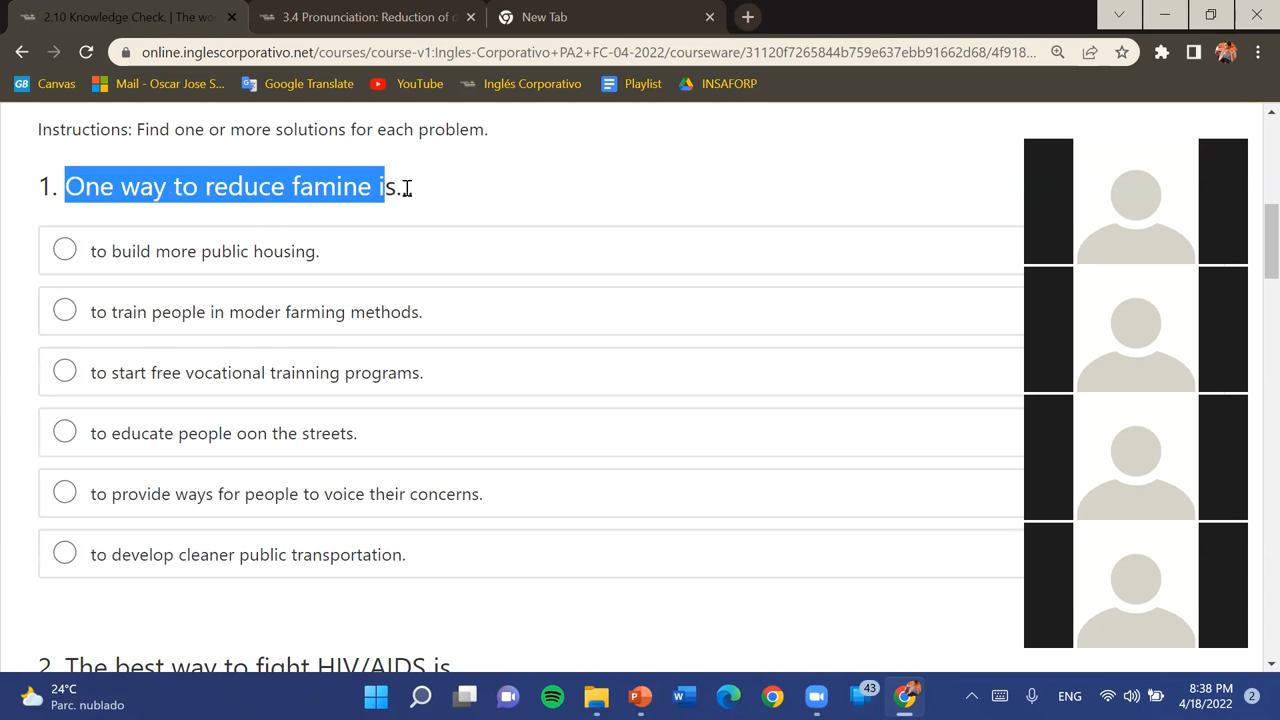 2.10 Knowledge Check. | The wo
3.4 Pronunciation: Reduction of
New Tab
online.inglescorporativo.net/courses/course-v1:Ingles-Corporativo+PA2+FC-04-2022/courseware/31120f7265844b759e637ebb91662d68/4f918...
Canvas
Mail - Oscar Jose S...
Google Translate
YouTube
Inglés Corporativo
Playlist
INSAFORP
Instructions: Find one or more solutions for each problem.
1. One way to reduce famine is..
to build more public housing.
to train people in moder farming methods.
to start free vocational trainning programs.
to educate people oon the streets.
to provide ways for people to voice their concerns.
to develop cleaner public transportation.
2. The best way to fight HIV/AIDS is
24°C
Parc. nublado
43
ENG
8:38 PM
4/18/2022
2